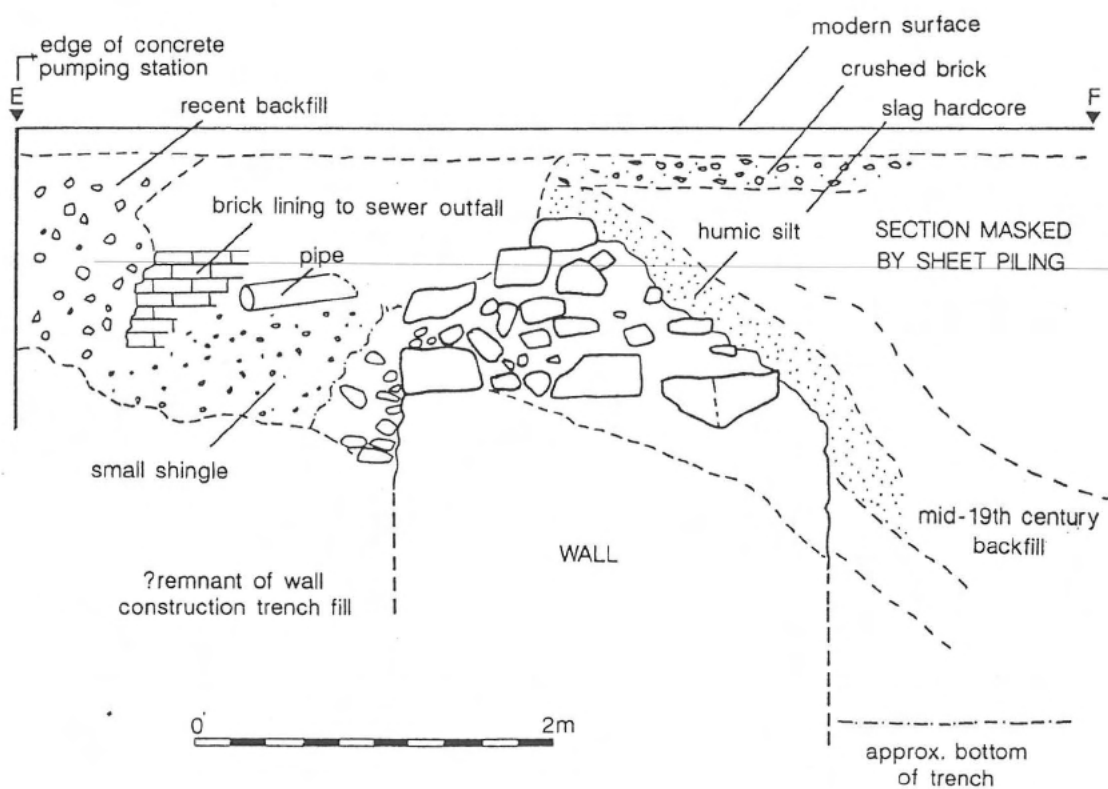 edge of concrete
pumping station
E
recent backfill
modern surface
crushed brick
slag hardcore
F
brick lining to sewer outfall
pipe
humic silt
SECTION MASKED
BY SHEET PILING
small shingle
mid-19th century
backfill
WALL
?remnant of wall
construction trench fill
0
2m
approx. bottom
of trench